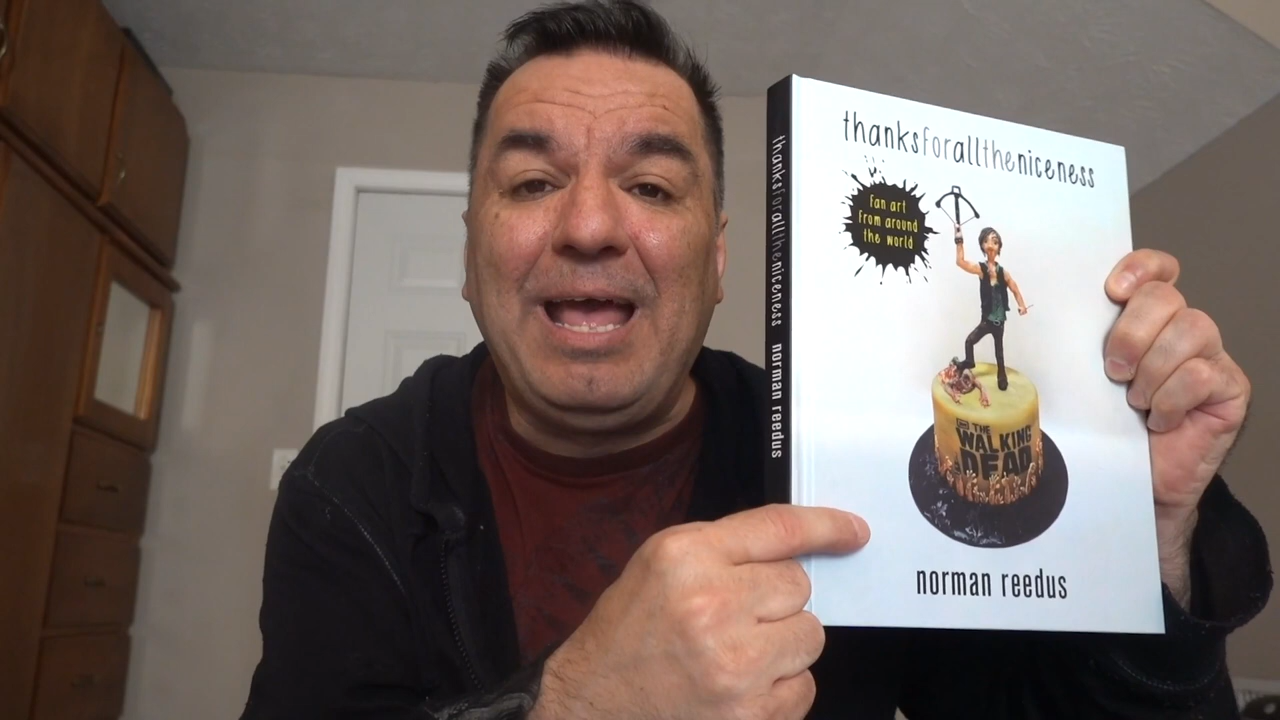 thanksforalltheniceness
Fan art
from around
the world
THE
WALKING
DEAD
norman reedus
thanksforalltheniceness norman reedus